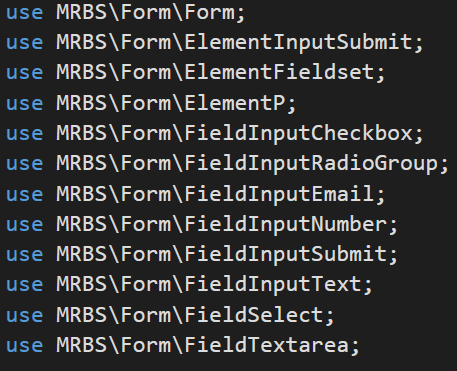 use MRBS\Form\Form;
use MRBS\Form\ElementInputSubmit;
use MRBS\Form\ElementFieldset;
use MRBS\Form\ElementP;
use MRBS\Form\FieldInputCheckbox;
use MRBS\Form\FieldInputRadioGroup;
use MRBS\Form\FieldInputEmail;
use MRBS\Form\FieldInputNumber;
use MRBS\Form\FieldInputSubmit;
use MRBS\Form\FieldInputText;
use MRBS\Form\FieldSelect;
use MRBS\Form\FieldTextarea;